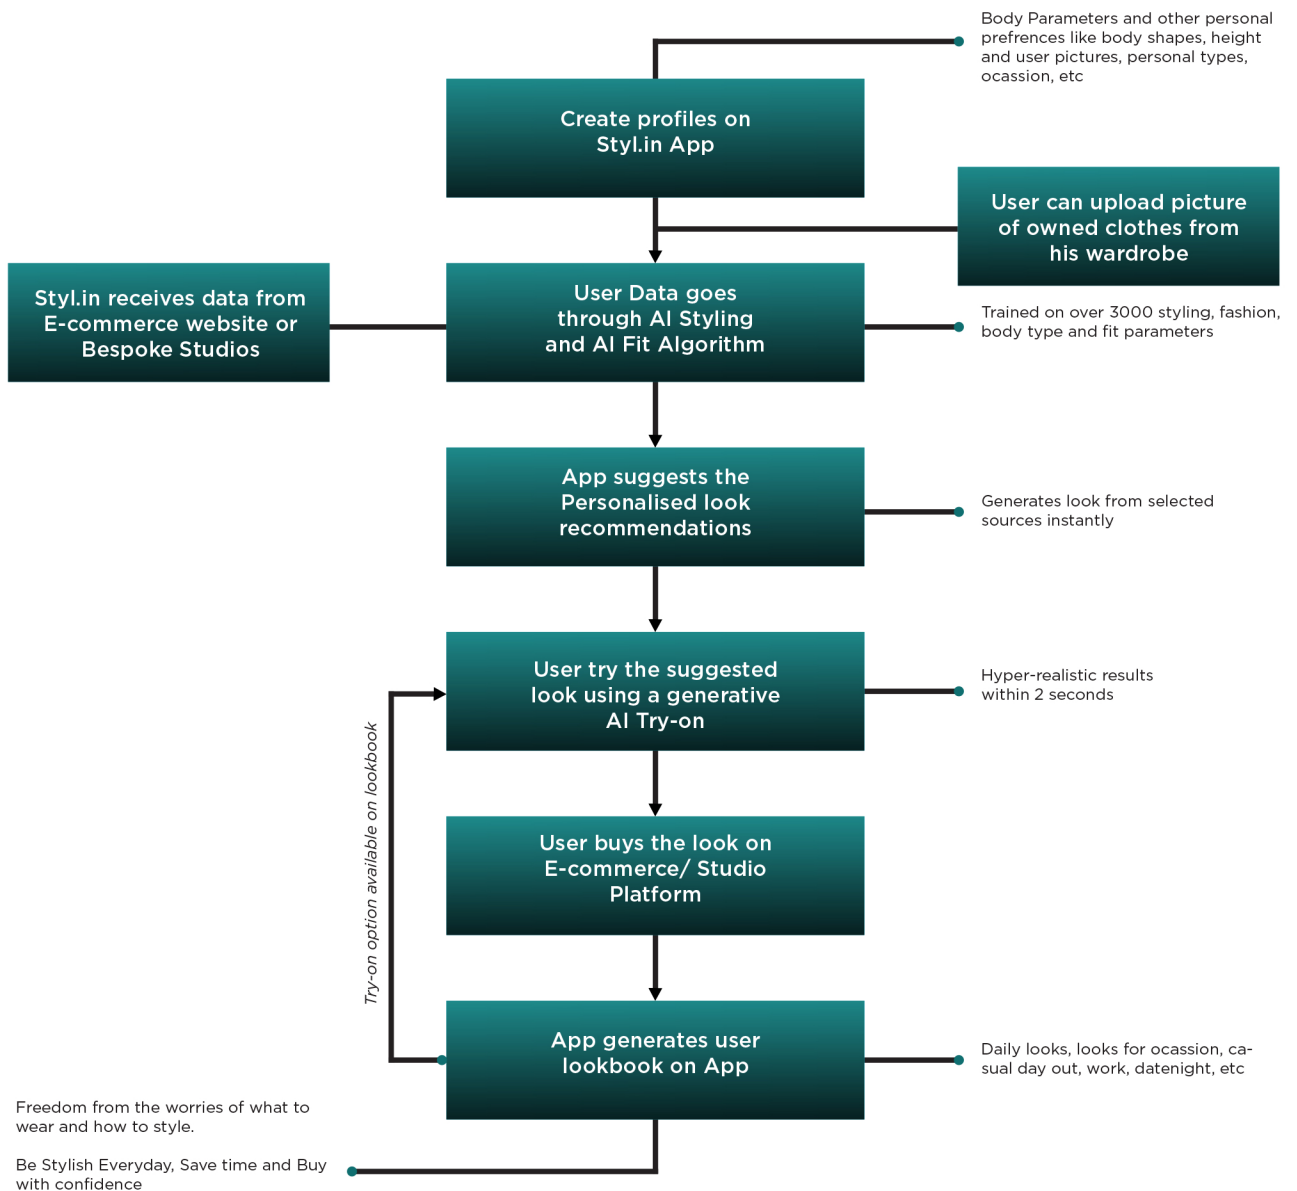 Body Parameters and other personal
prefrences like body shapes, height
and user pictures, personal types,
ocassion, etc
Create profiles on
Styl.in App
User can upload picture
of owned clothes from
his wardrobe
Styl.in receives data from
E-commerce website or
Bespoke Studios
User Data goes
through AI Styling
and AI Fit Algorithm
Trained on over 3000 styling, fashion,
body type and fit parameters
App suggests the
Personalised look
recommendations
Generates look from selected
sources instantly
User try the suggested
look using a generative
AI Try-on
Hyper-realistic results
within 2 seconds
Try-on option available on lookbook
User buys the look on
E-commerce/ Studio
Platform
App generates user
lookbook on App
Daily looks, looks for ocassion, ca-
sual day out, work, datenight, etc
Freedom from the worries of what to
wear and how to style.
Be Stylish Everyday, Save time and Buy
with confidence